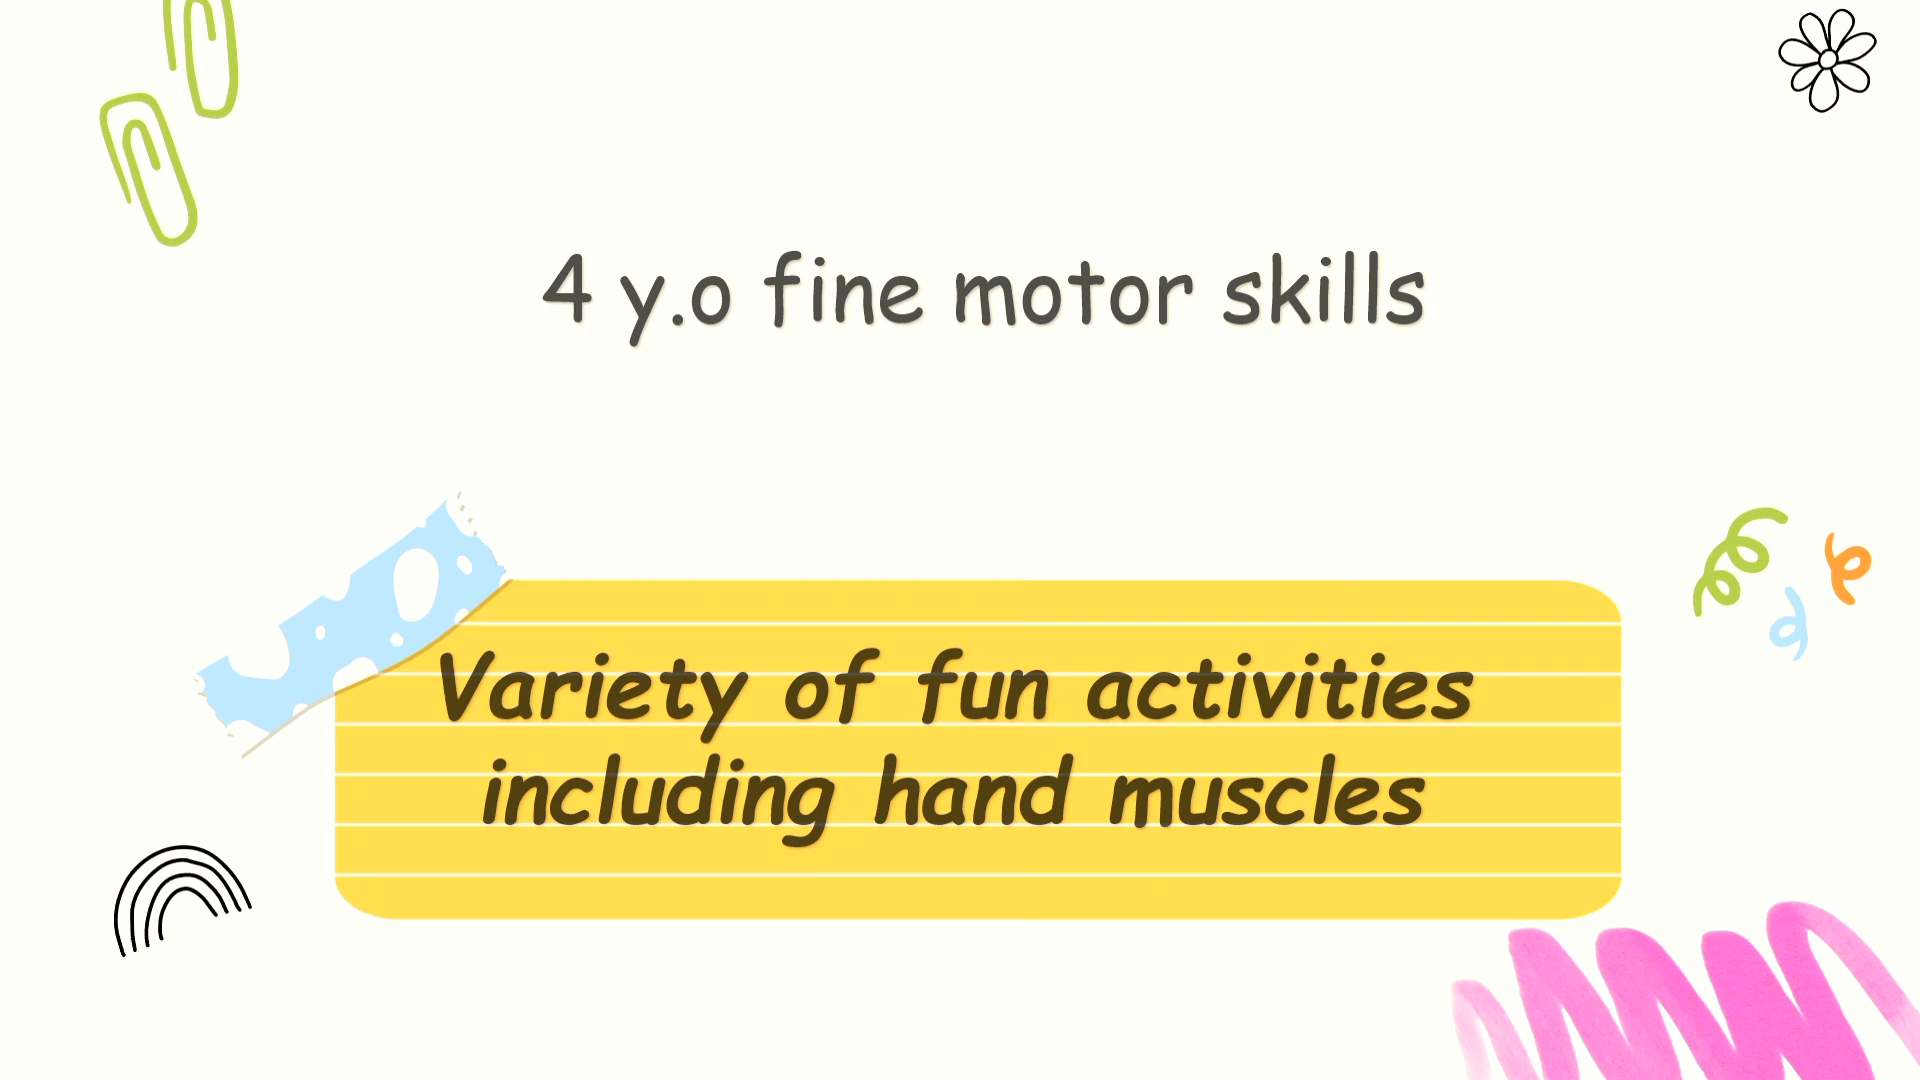 4 y.o fine motor skills
Variety of fun activities
including hand muscles